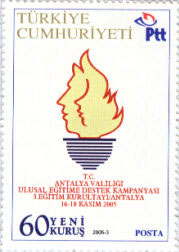 TÜRKİYE
CUMHURİYETİ
Ptt
T.C.
ANTALYA VALİLİĞİ
ULUSAL EĞİTİME DESTEK KAMPANYASI
3.EĞİTİM KURULTAYI/ANTALYA
16-18 KASIM 2005
60 YENİ KURUŞ
2005-3
POSTA